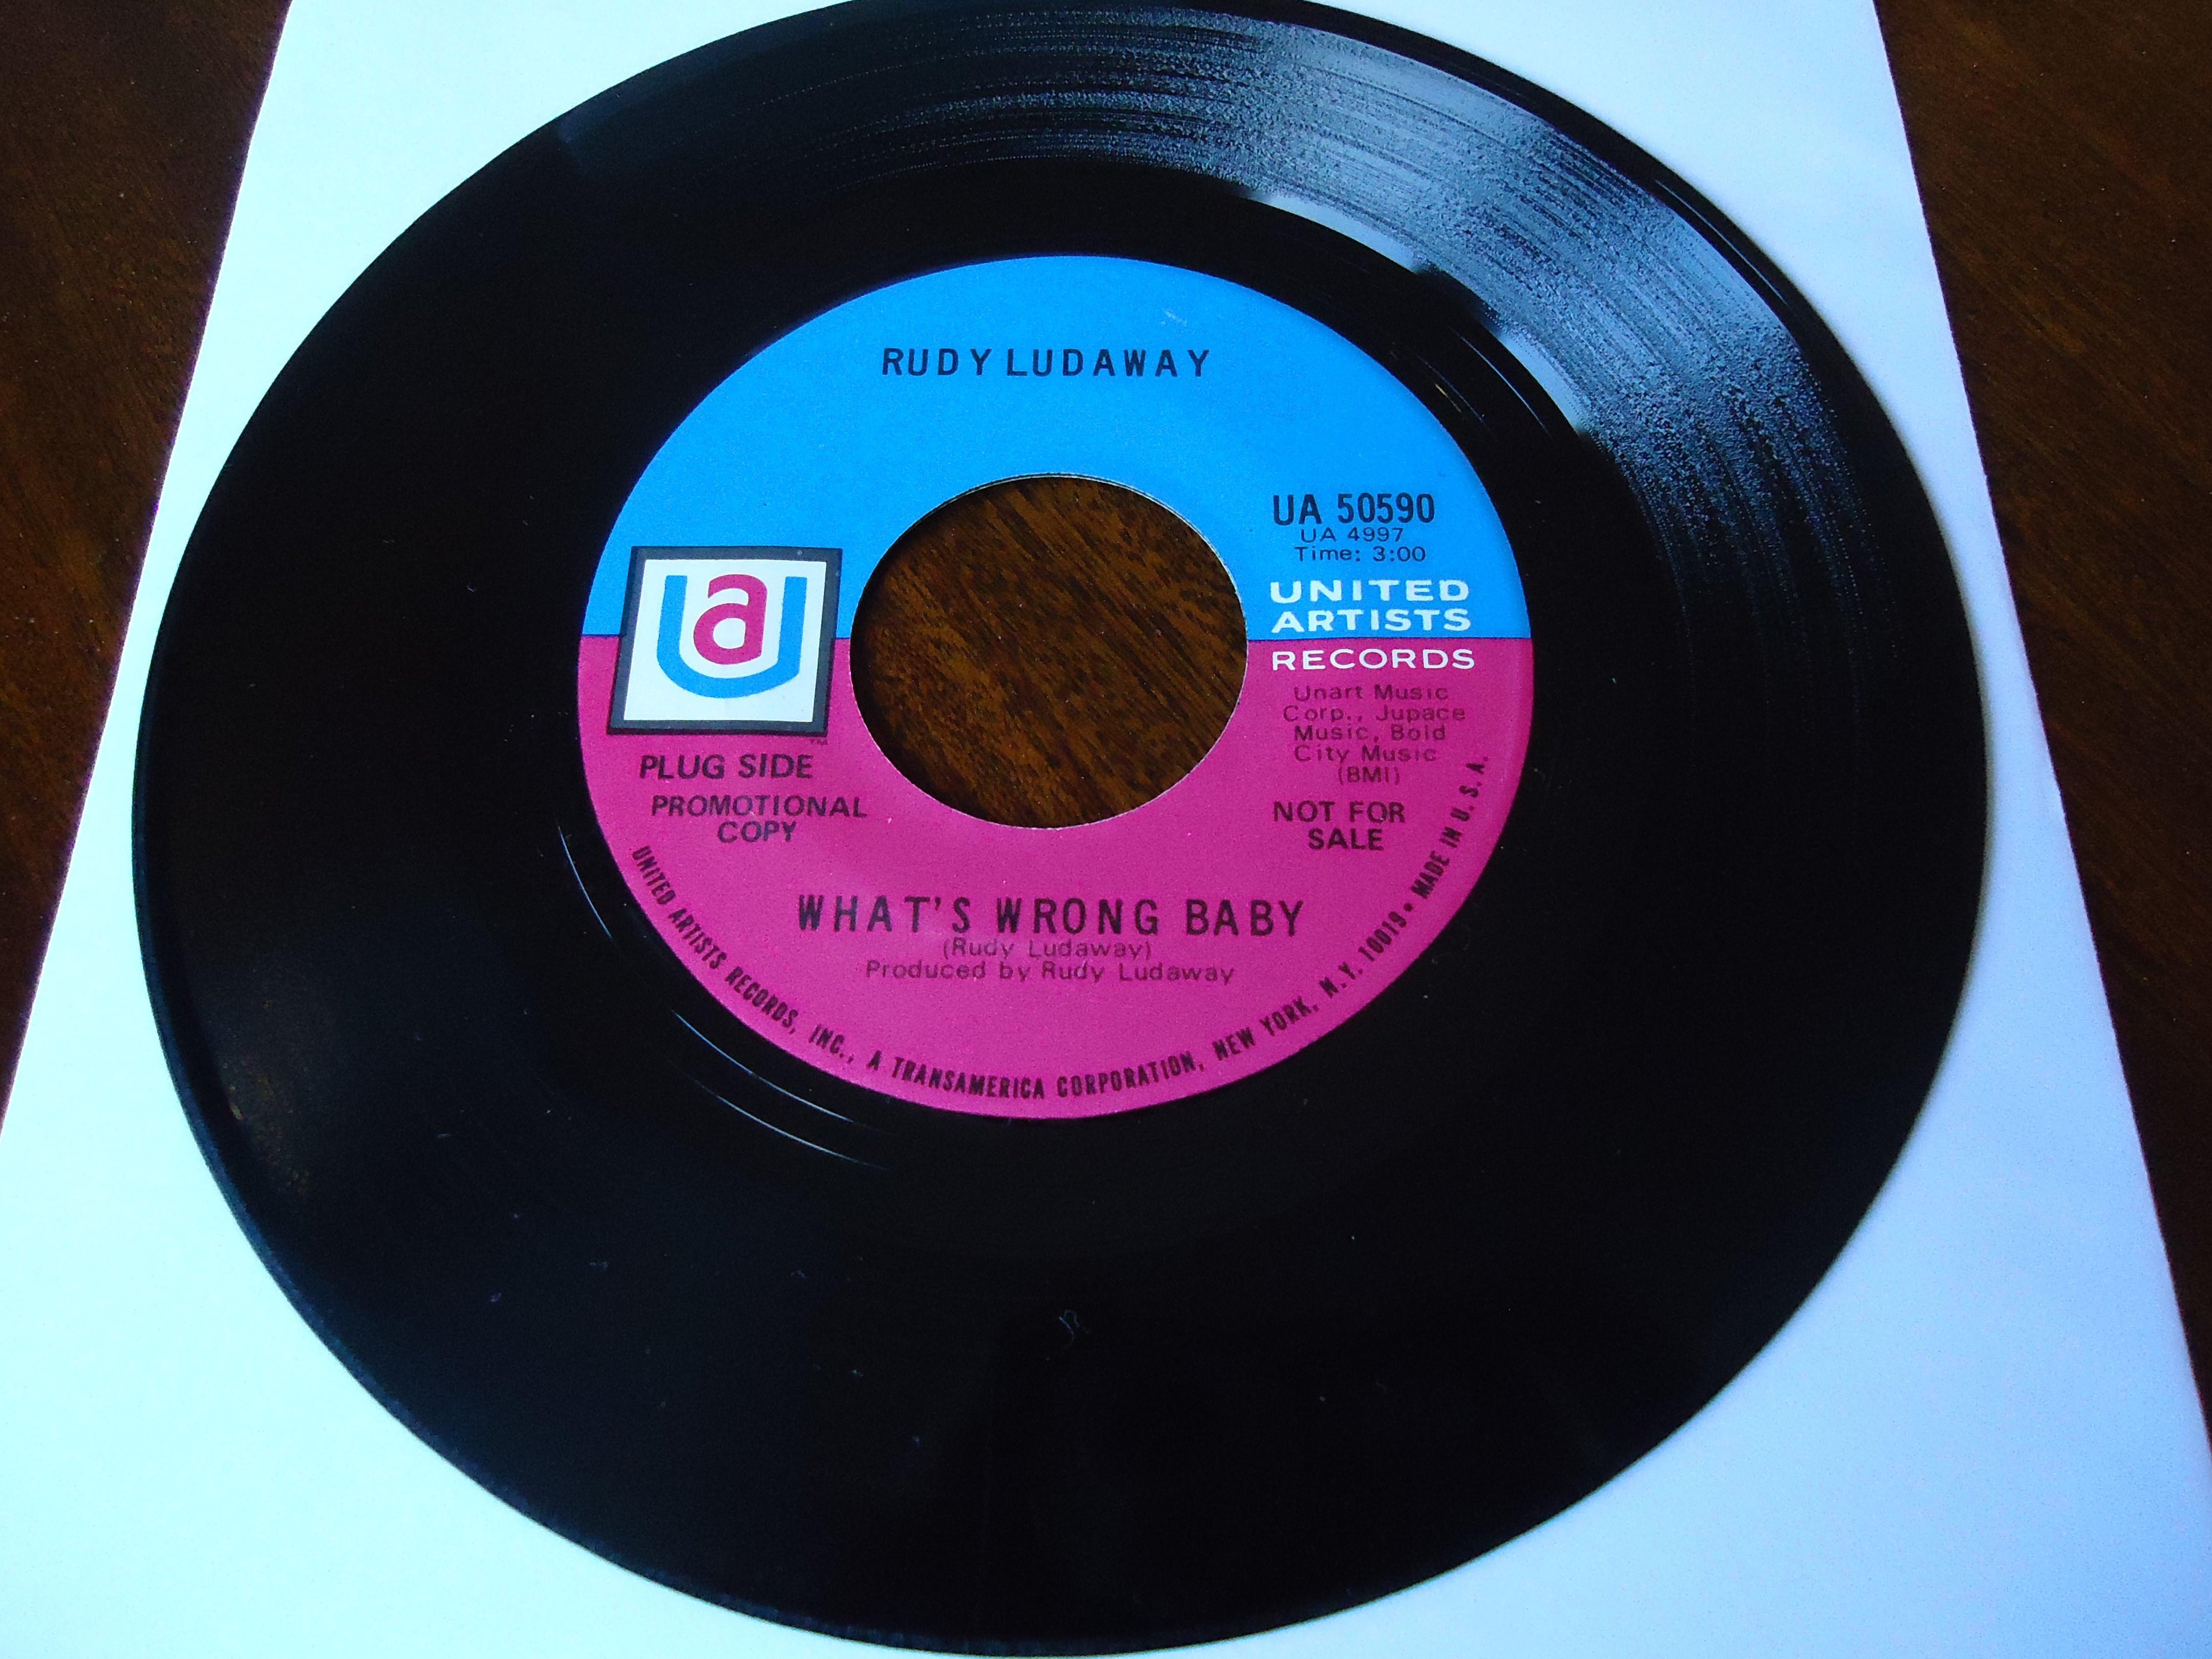 RUDY LUDAWAY
UA 50590
UA 4997
Time: 3:00
UNITED
ARTISTS
RECORDS
Ua
TM
Unart Music
Corp., Jupace
Music, Bold
City Music
(BMI)
PLUG SIDE
PROMOTIONAL
COPY
NOT FOR
SALE
WHAT'S WRONG BABY
(Rudy Ludaway)
Produced by Rudy Ludaway
UNITED ARTISTS RECORDS, INC., A TRANSAMERICA CORPORATION, NEW YORK, N.Y. 10019 • MADE IN U.S.A.